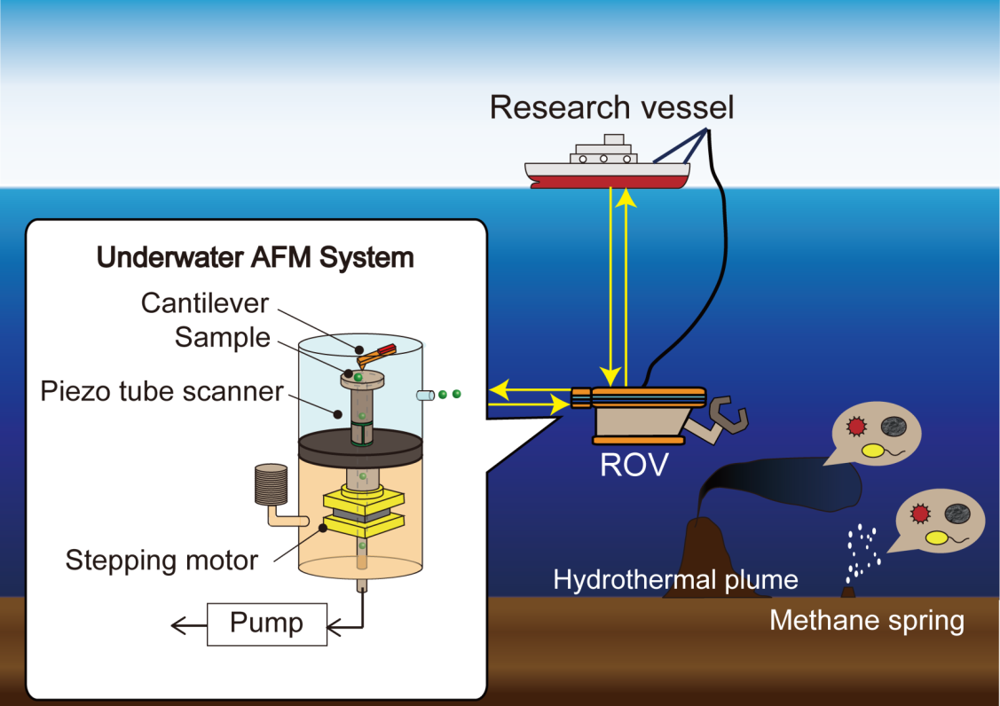 Research vessel
Underwater AFM System
Cantilever
Sample
Piezo tube scanner
Stepping motor
Pump
ROV
Hydrothermal plume
Methane spring